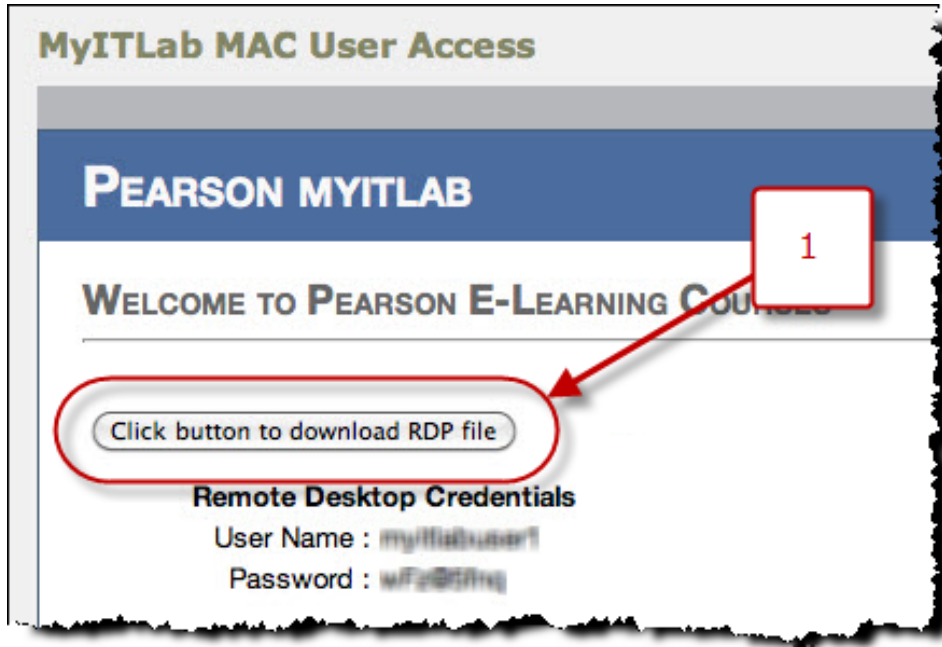 MyITLab MAC User Access
PEARSON MYITLAB
1
WELCOME TO PEARSON E-LEARNING
Click button to download RDP file
Remote Desktop Credentials
User Name :
Password :